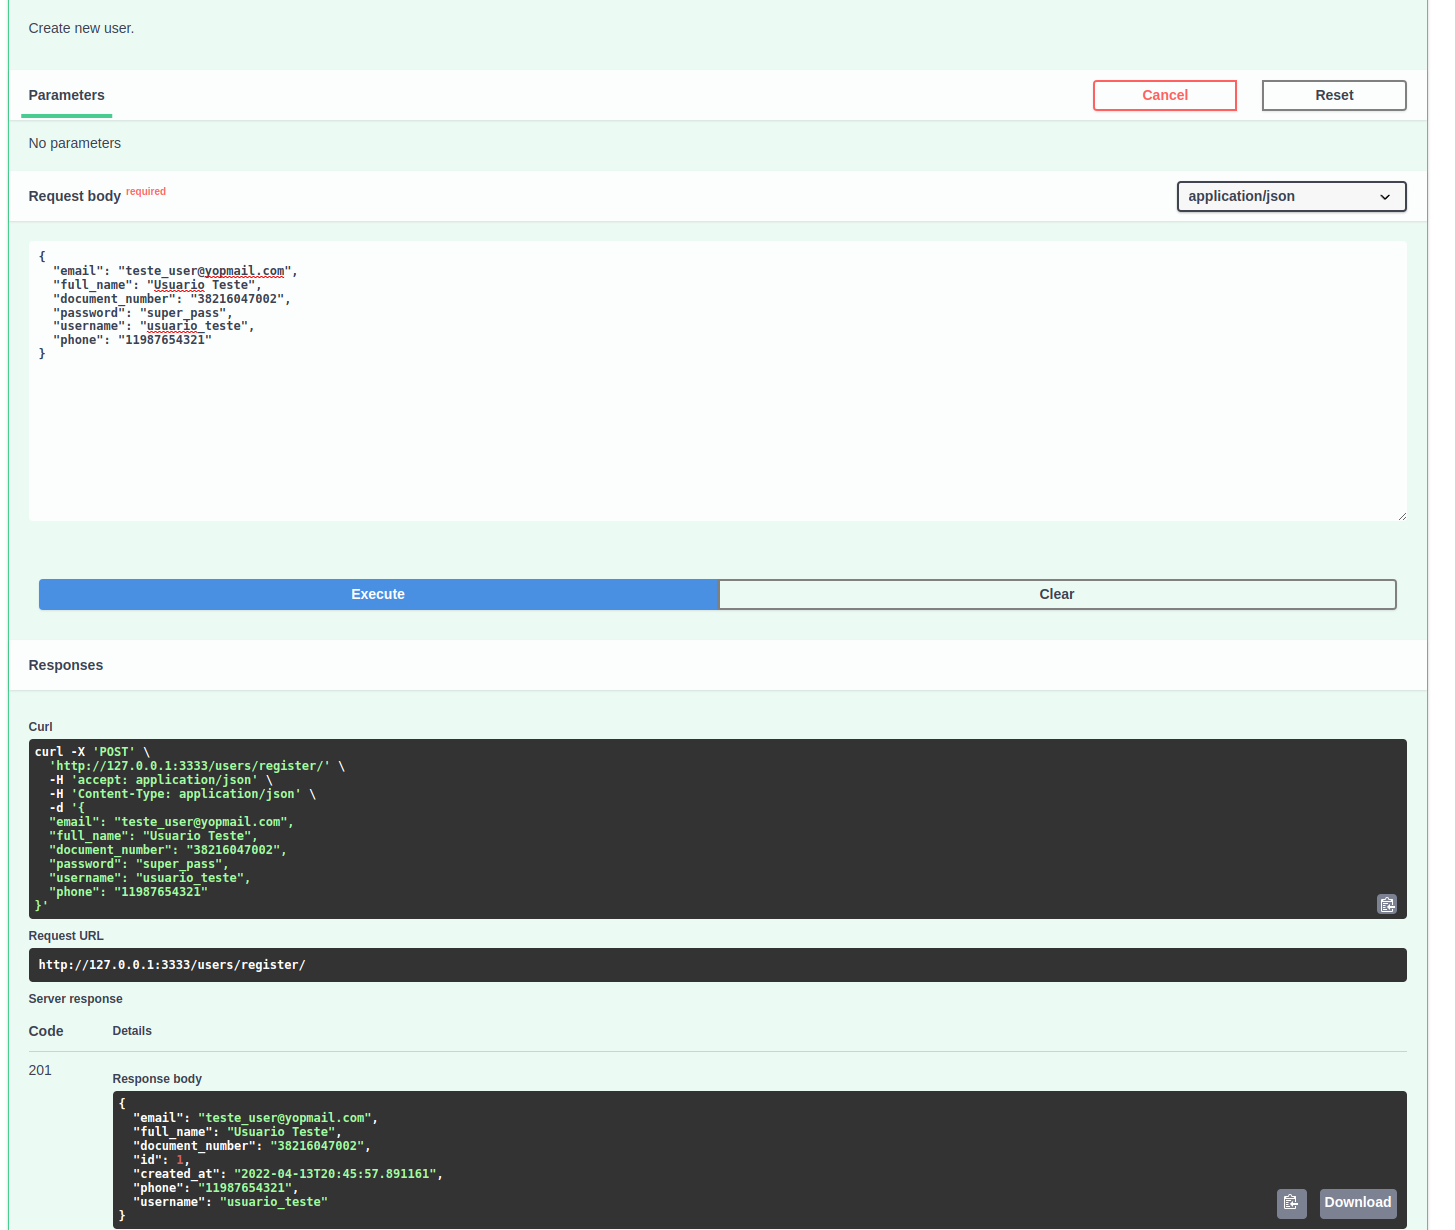 Create new user.
Parameters
Cancel
Reset
No parameters
Request body required
application/json
{
  "email": "teste_user@yopmail.com",
  "full_name": "Usuario Teste",
  "document_number": "38216047002",
  "password": "super_pass",
  "username": "usuario_teste",
  "phone": "11987654321"
}
Execute
Clear
Responses
Curl
curl -X 'POST' \
  'http://127.0.0.1:3333/users/register/' \
  -H 'accept: application/json' \
  -H 'Content-Type: application/json' \
  -d '{
  "email": "teste_user@yopmail.com",
  "full_name": "Usuario Teste",
  "document_number": "38216047002",
  "password": "super_pass",
  "username": "usuario_teste",
  "phone": "11987654321"
}'
Request URL
http://127.0.0.1:3333/users/register/
Server response
Code Details
201
Response body
{
  "email": "teste_user@yopmail.com",
  "full_name": "Usuario Teste",
  "document_number": "38216047002",
  "id": 1,
  "created_at": "2022-04-13T20:45:57.891161",
  "phone": "11987654321",
  "username": "usuario_teste"
}
Download